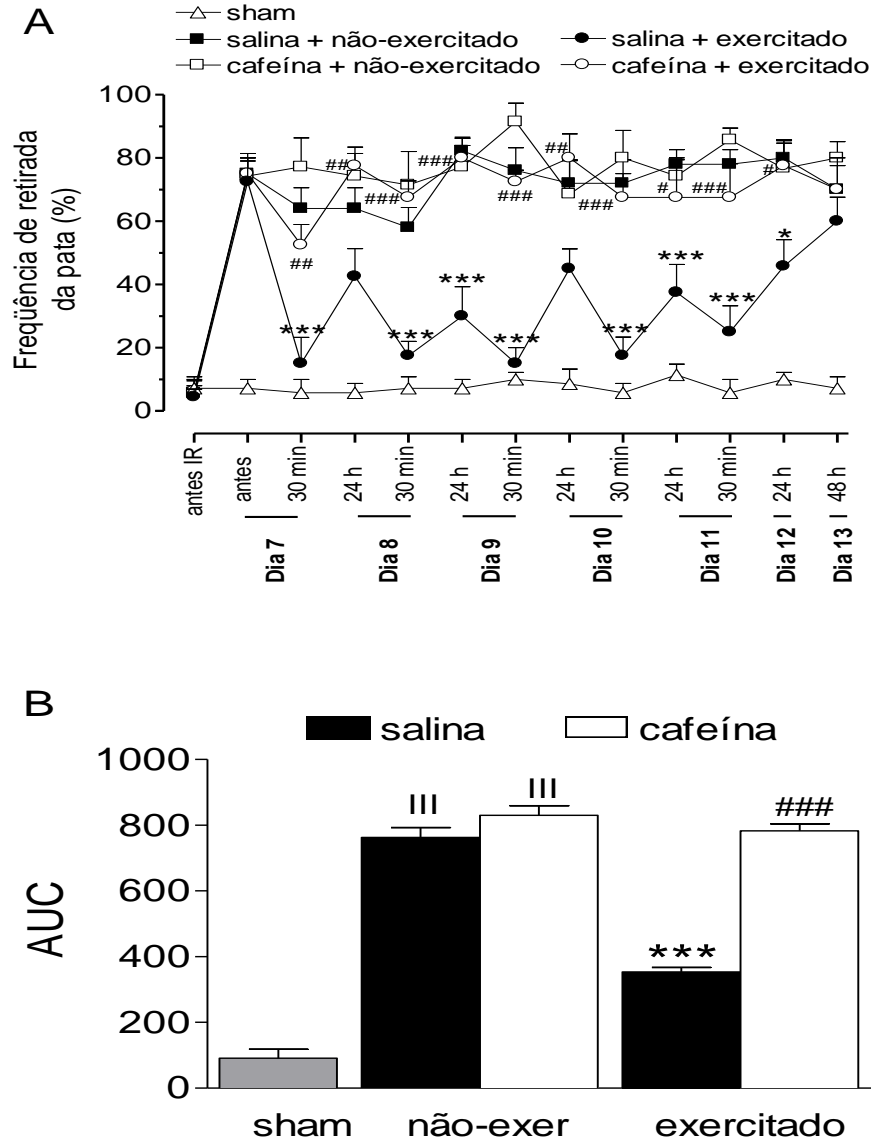 A
sham
salina + não-exercitado
salina + exercitado
cafeína + não-exercitado
cafeína + exercitado
Freqüência de retirada
da pata (%)
100
80
60
40
20
0
##
##
###
###
###
##
###
#
###
#
##
***
***
***
***
***
***
***
*
antes IR
antes
30 min
24 h
30 min
24 h
30 min
24 h
30 min
24 h
30 min
24 h
48 h
Dia 7
Dia 8
Dia 9
Dia 10
Dia 11
Dia 12
Dia 13
B
salina
cafeína
AUC
1000
800
600
400
200
0
III
III
***
###
sham
não-exer
exercitado